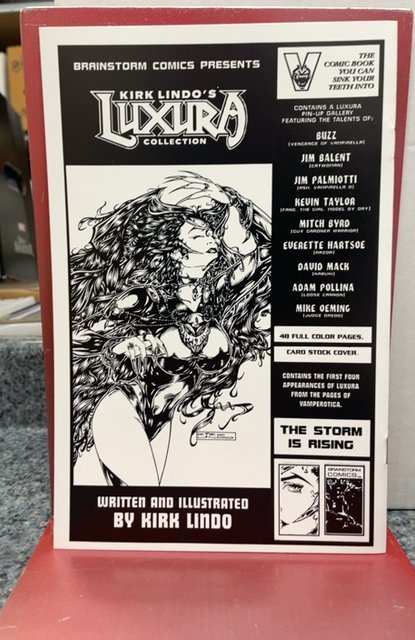 BRAINSTORM COMICS PRESENTS
KIRK LINDO'S
LUXURA
COLLECTION
V
THE
COMIC BOOK
YOU CAN
SINK YOUR
TEETH INTO
CONTAINS A LUXURA
PIN-UP GALLERY
FEATURING THE TALENTS OF:
BUZZ
(VENGENCE OF VAMPIRELLA)
JIM BALENT
(CATWOMAN)
JIM PALMIOTTI
(ASH, VAMPIRELLA 0)
KEVIN TAYLOR
(FANG, THE GIRL, MODEL BY DAY)
MITCH BYRD
(GUY GARDNER WARRIOR)
EVERETTE HARTSOE
(RAZOR)
DAVID MACK
(KABUKI)
ADAM POLLINA
(LOOSE CANNON)
MIKE OEMING
(JUDGE DREDD)
48 FULL COLOR PAGES.
CARD STOCK COVER.
CONTAINS THE FIRST FOUR
APPEARANCES OF LUXURA
FROM THE PAGES OF
VAMPEROTICA.
THE STORM
IS RISING
BRAINSTORM
COMICS
WRITTEN AND ILLUSTRATED
BY KIRK LINDO